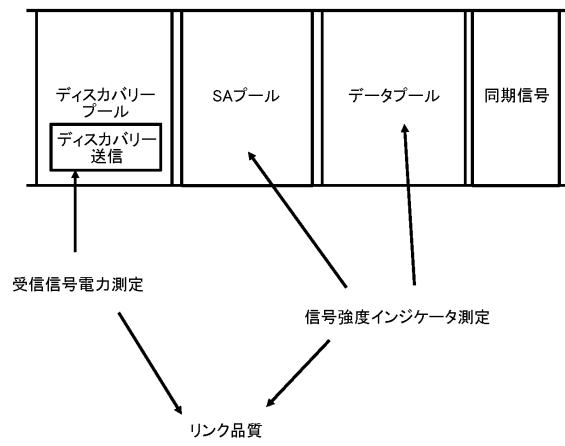 ディスカバリー
プール
ディスカバリー
送信
SAプール
データプール
同期信号
受信信号電力測定
信号強度インジケータ測定
リンク品質